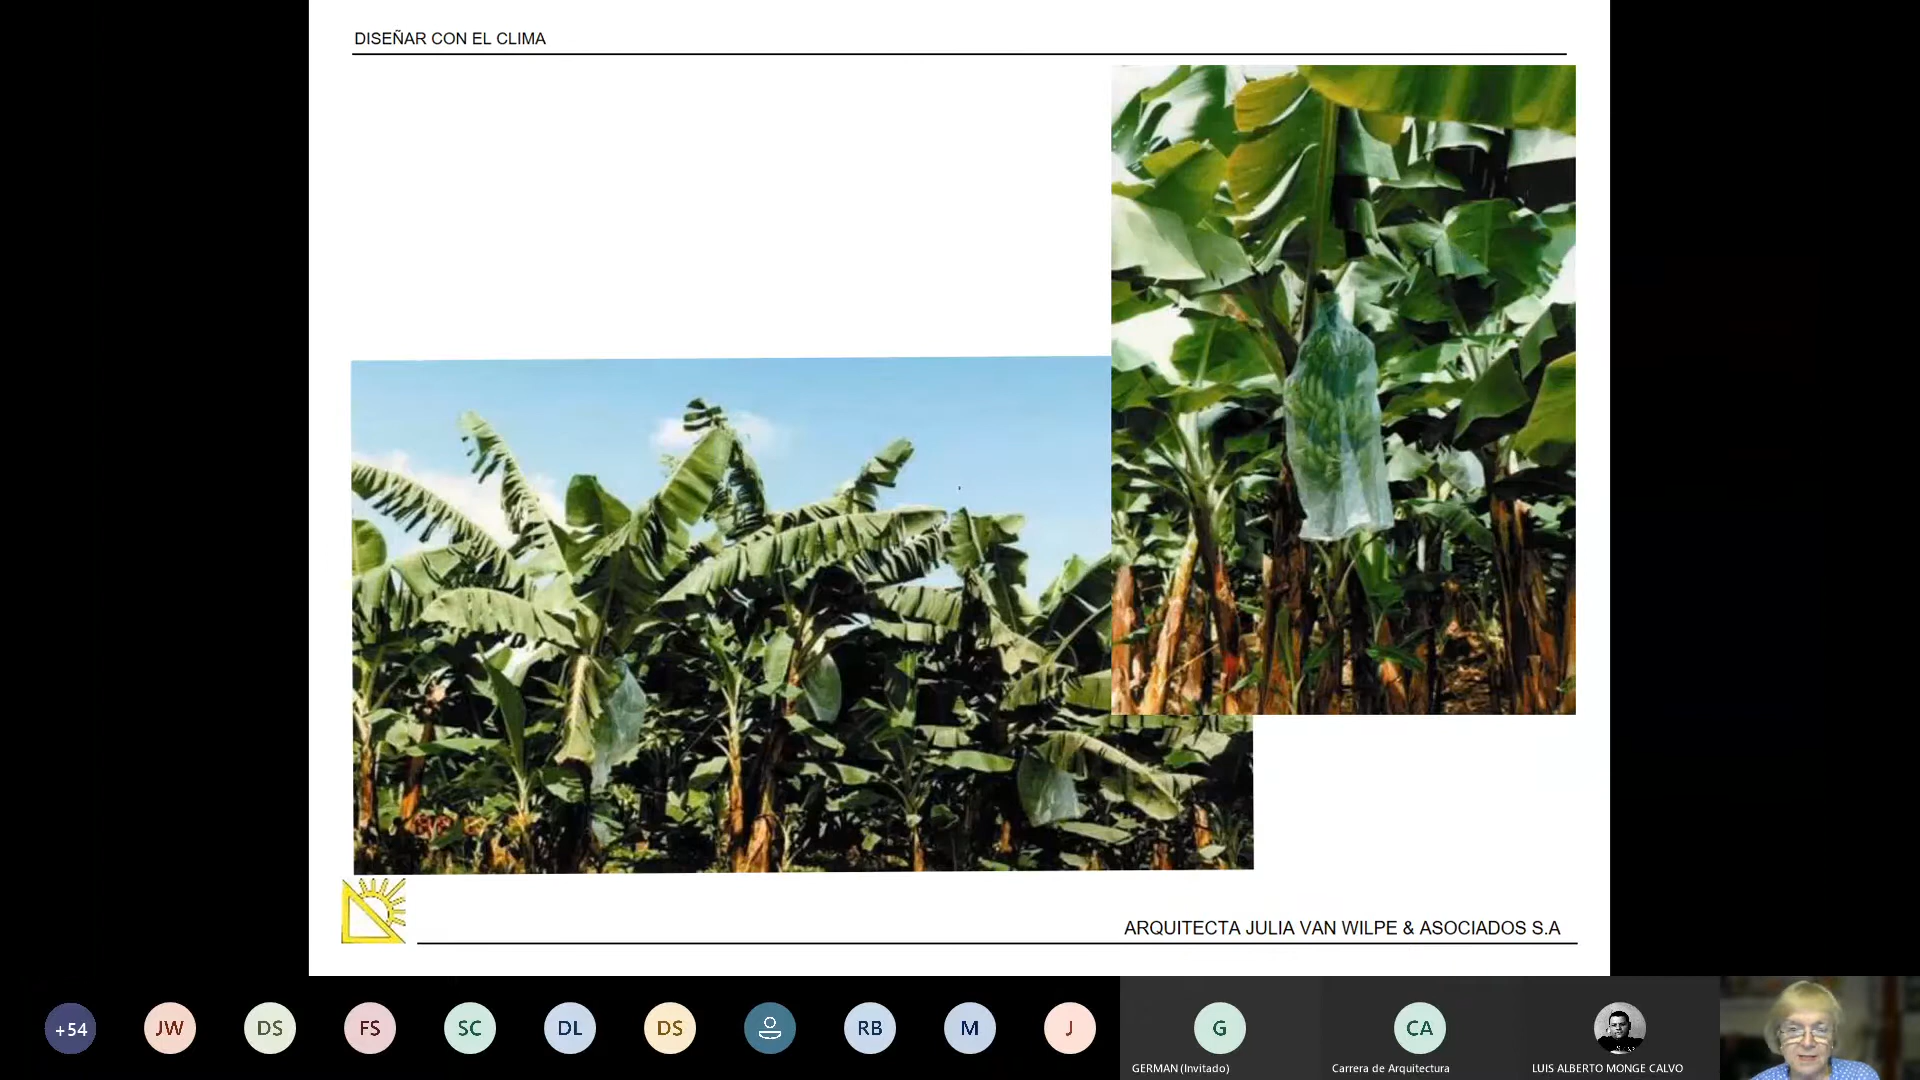 DISEÑAR CON EL CLIMA
ARQUITECTA JULIA VAN WILPE & ASOCIADOS S.A
+54
JW
DS
FS
SC
DL
DS
RB
M
J
G
CA
GERMAN (Invitado)
Carrera de Arquitectura
LUIS ALBERTO MONGE CALVO